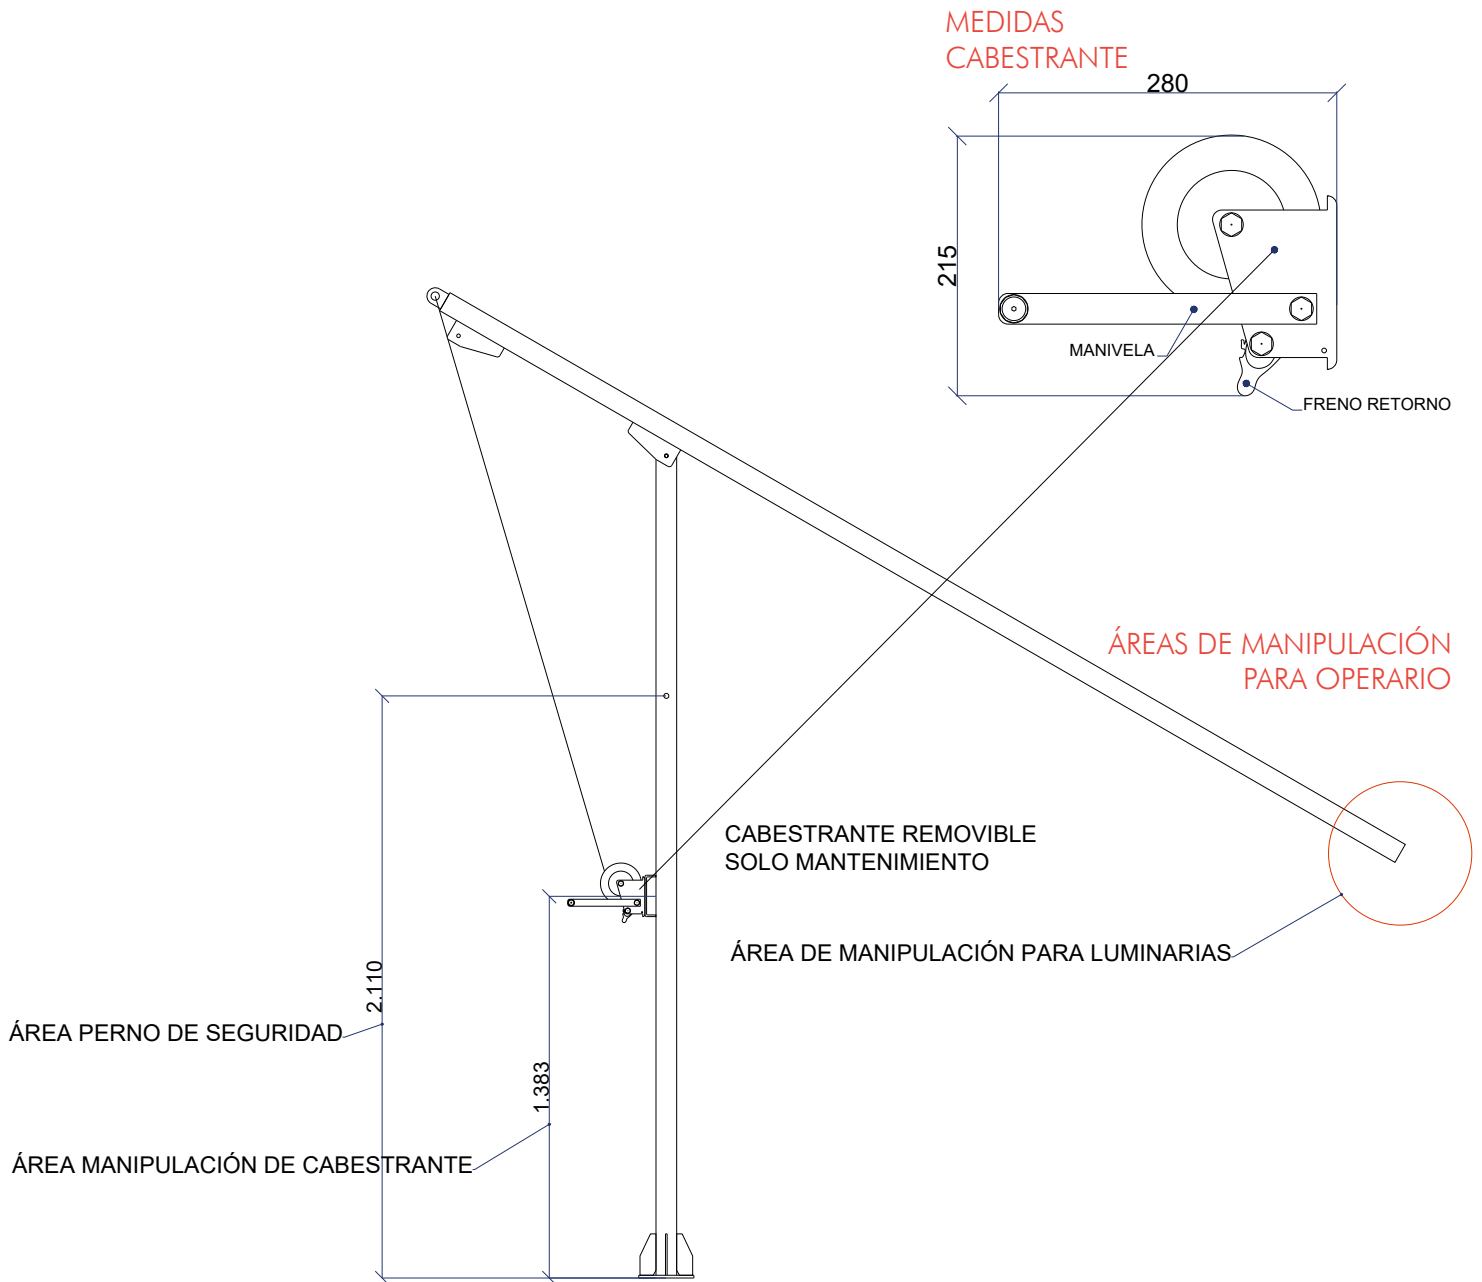 MEDIDAS
CABESTRANTE
280
215
MANIVELA
FRENO RETORNO
ÁREAS DE MANIPULACIÓN
PARA OPERARIO
CABESTRANTE REMOVIBLE
SOLO MANTENIMIENTO
ÁREA DE MANIPULACIÓN PARA LUMINARIAS
2.110
ÁREA PERNO DE SEGURIDAD
1.383
ÁREA MANIPULACIÓN DE CABESTRANTE